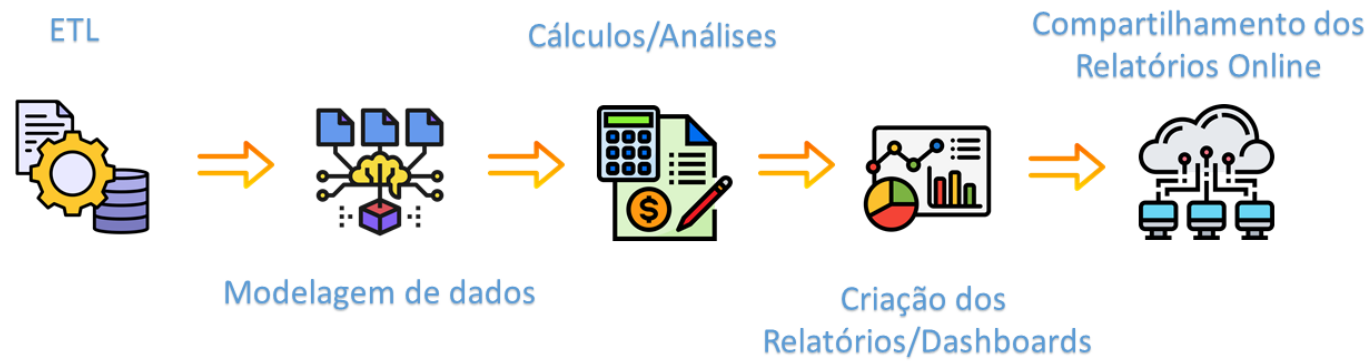 ETL
Modelagem de dados
Cálculos/Análises
$
Criação dos
Relatórios/Dashboards
Compartilhamento dos
Relatórios Online